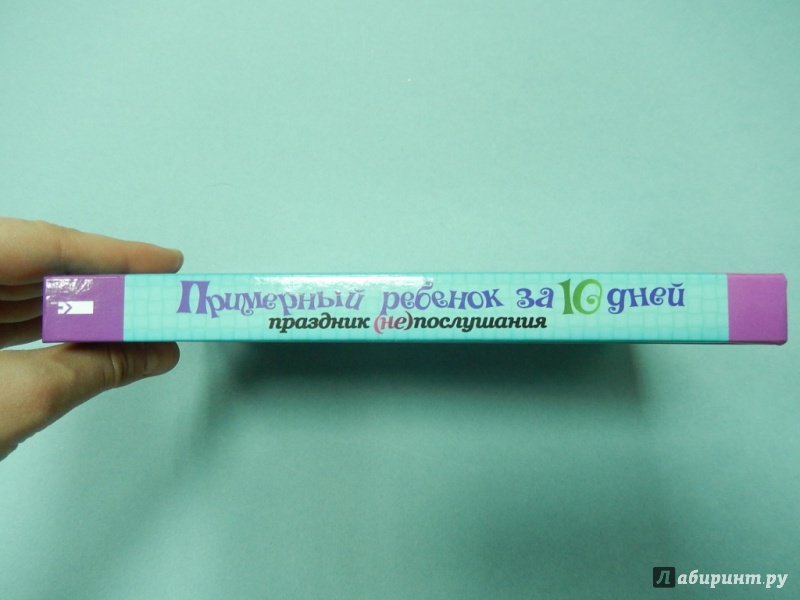 Примерный ребенок за 10 дней
праздник (не)послушания
Лабиринт.ру